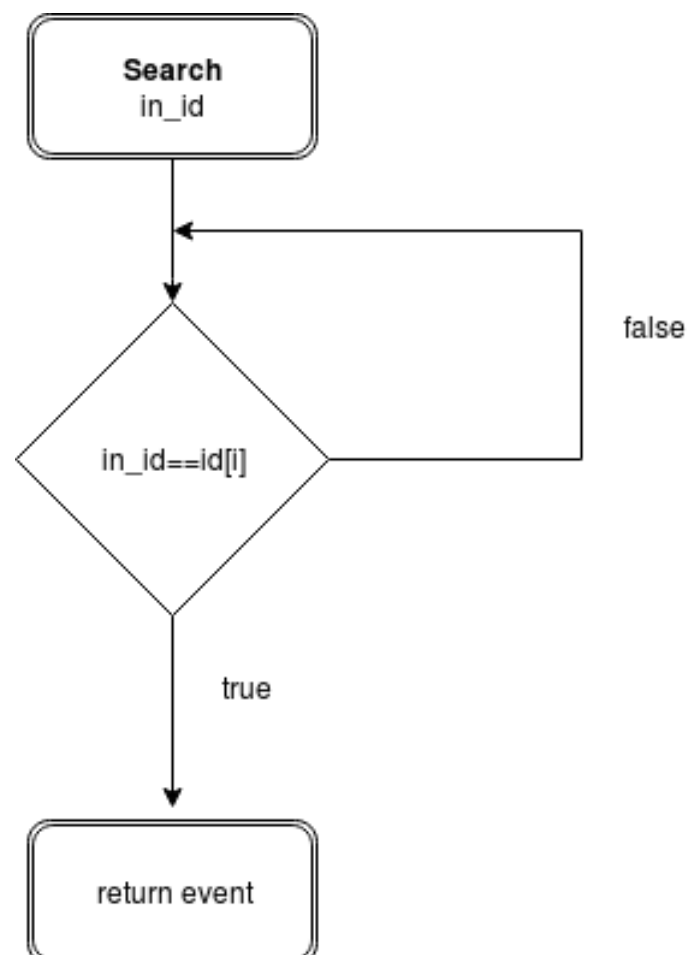 Search
in_id
false
in_id==id[i]
true
return event